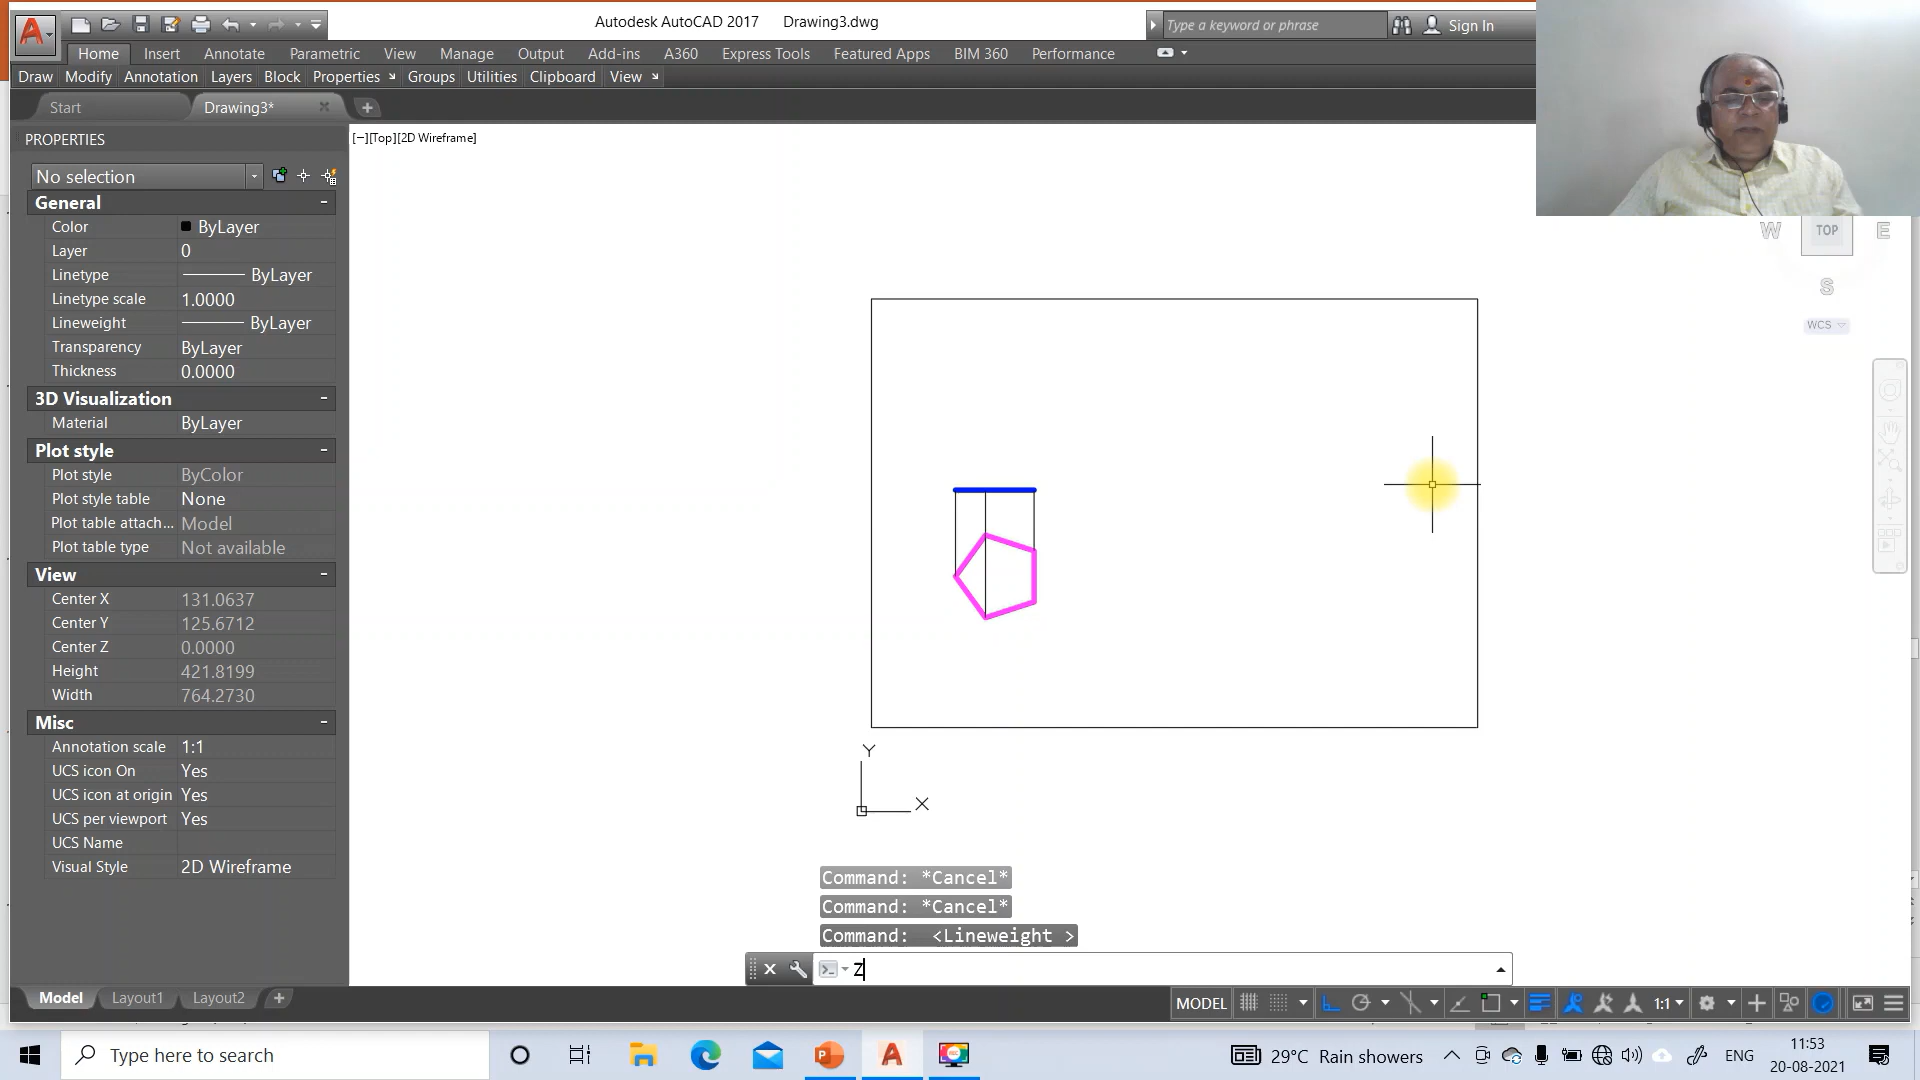 Autodesk AutoCAD 2017 Drawing3.dwg
Type a keyword or phrase
Sign In
Home Insert Annotate Parametric View Manage Output Add-ins A360 Express Tools Featured Apps BIM 360 Performance
Draw Modify Annotation Layers Block Properties Groups Utilities Clipboard View
Start Drawing3*
PROPERTIES
[−][Top][2D Wireframe]
No selection
General
Color ByLayer
Layer 0
Linetype ByLayer
Linetype scale 1.0000
Lineweight ByLayer
Transparency ByLayer
Thickness 0.0000
3D Visualization
Material ByLayer
Plot style
Plot style ByColor
Plot style table None
Plot table attach... Model
Plot table type Not available
View
Center X 131.0637
Center Y 125.6712
Center Z 0.0000
Height 421.8199
Width 764.2730
Misc
Annotation scale 1:1
UCS icon On Yes
UCS icon at origin Yes
UCS per viewport Yes
UCS Name
Visual Style 2D Wireframe
W TOP E
S
WCS
Y
X
Command: *Cancel*
Command: *Cancel*
Command: <Lineweight >
Z
Model Layout1 Layout2
MODEL 1:1
Type here to search
29°C Rain showers
ENG
11:53
20-08-2021